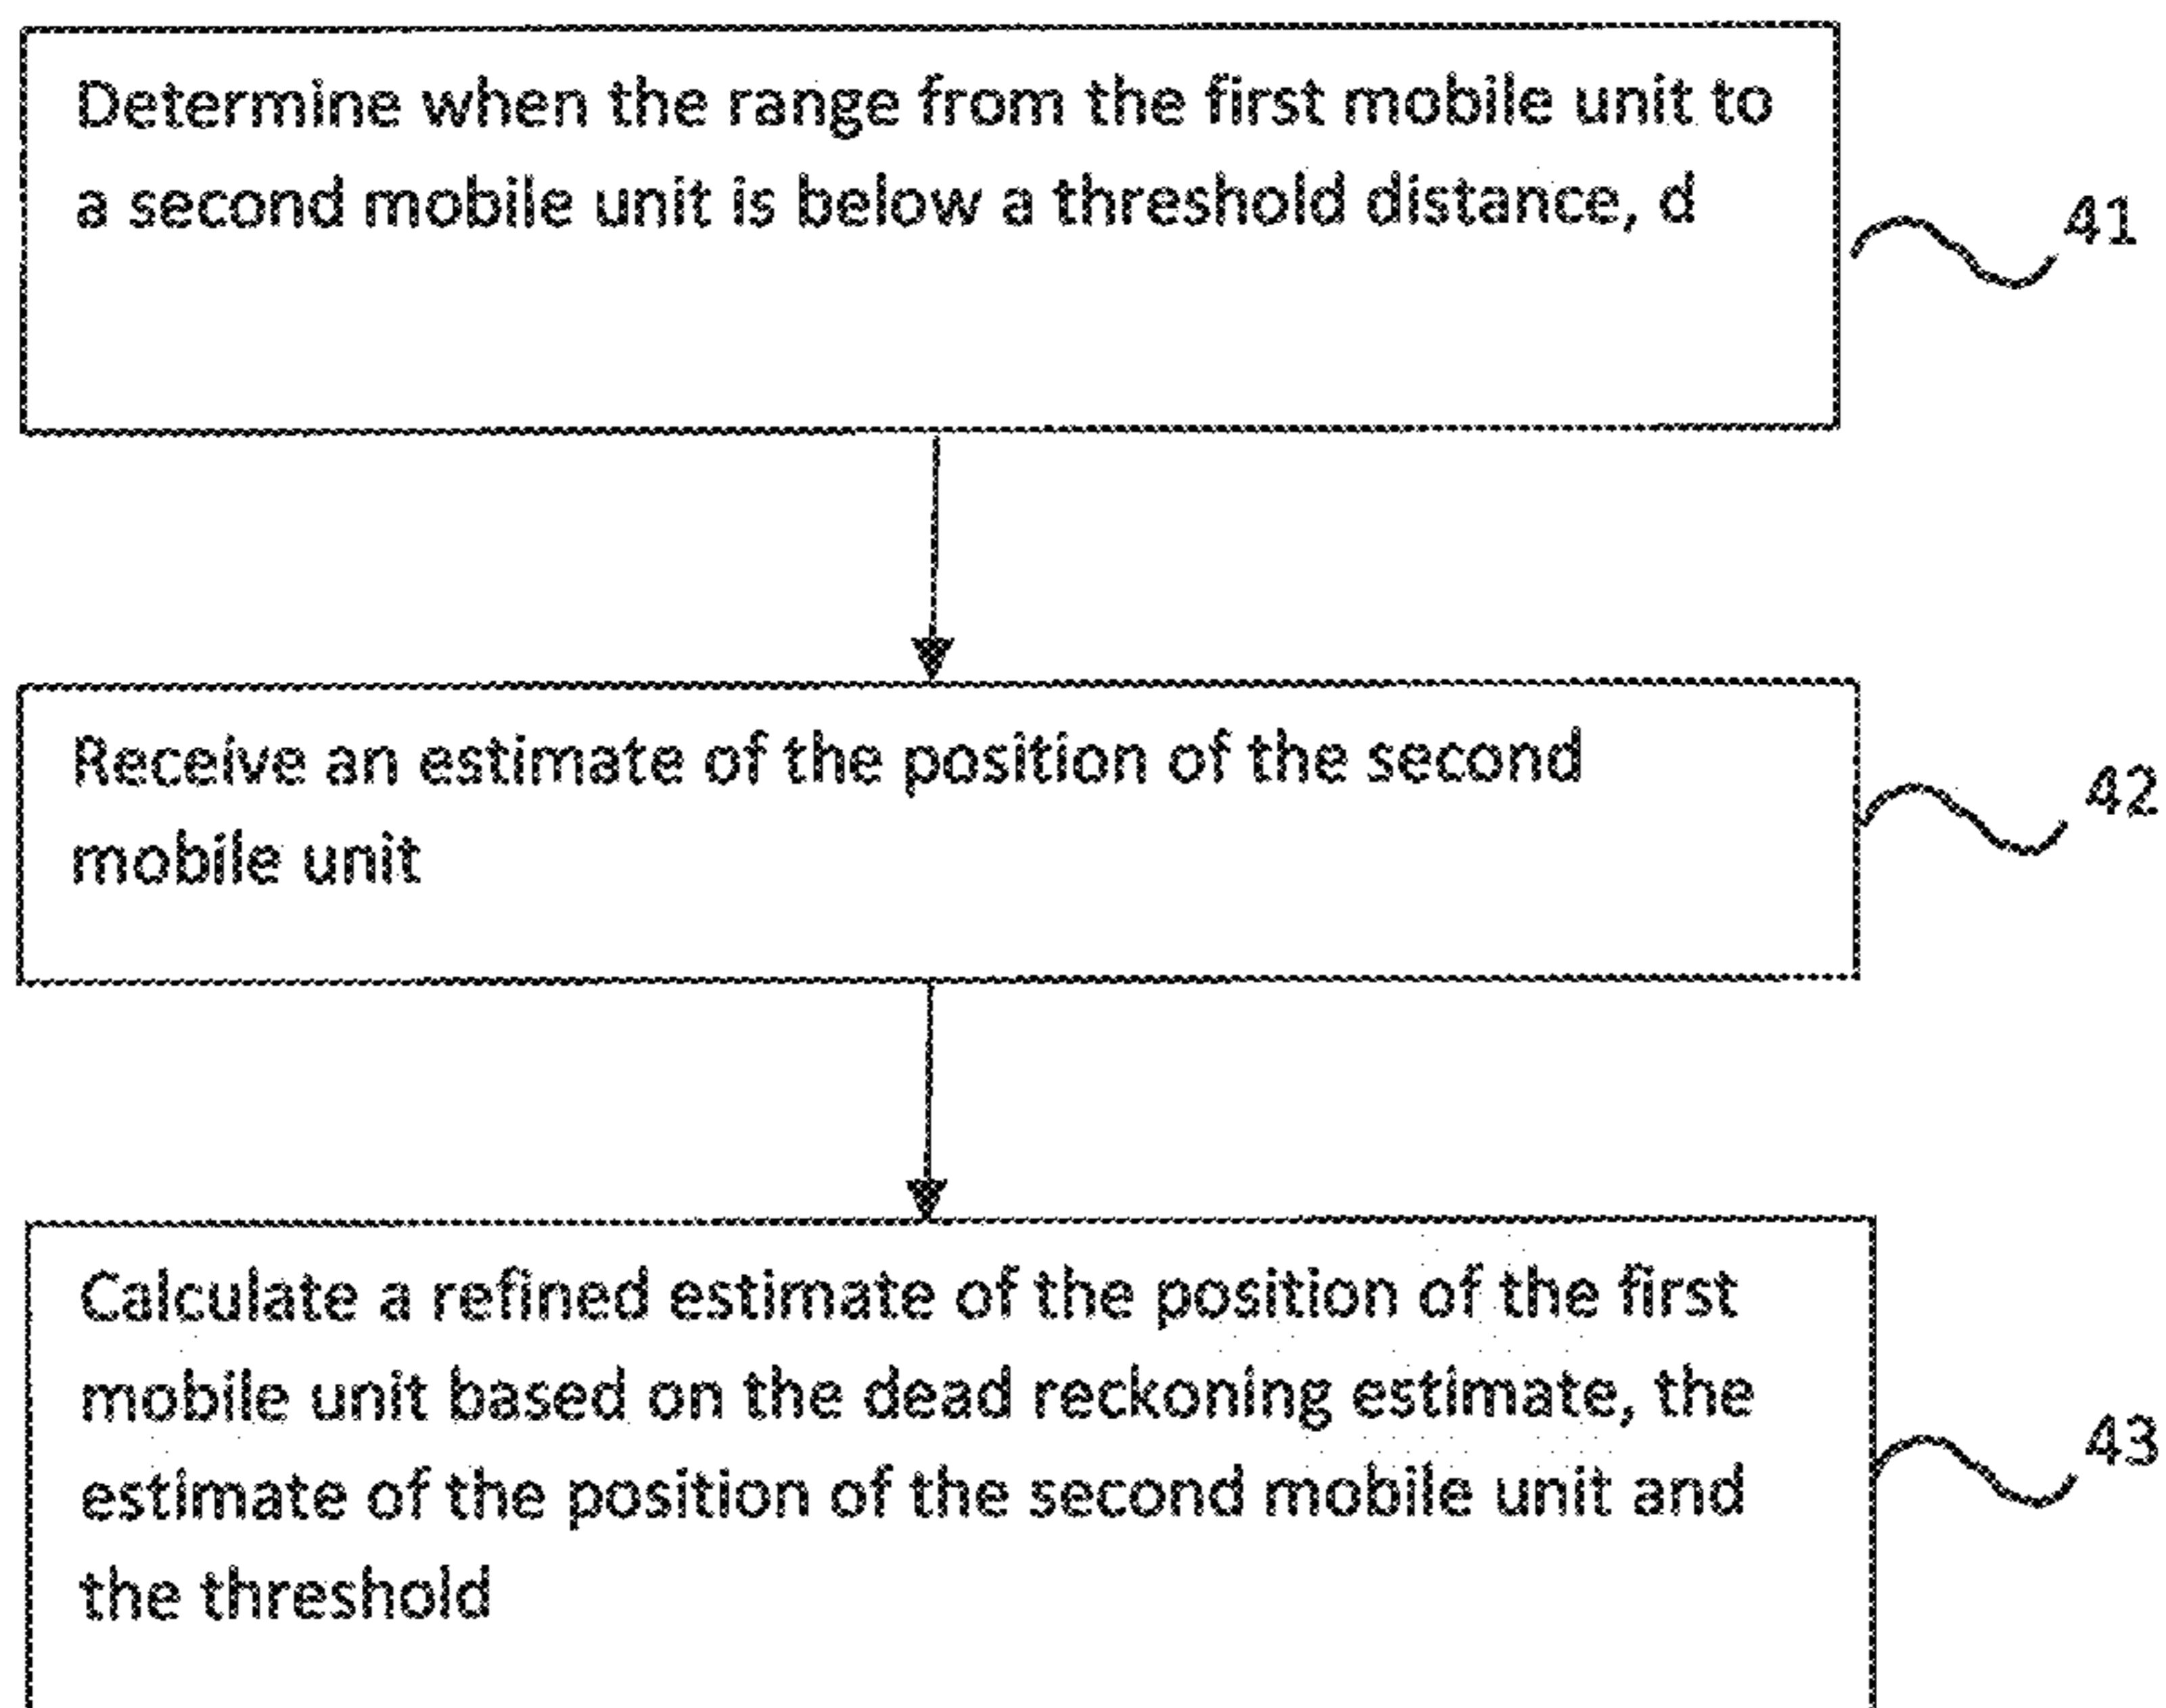 Determine when the range from the first mobile unit to
a second mobile unit is below a threshold distance, d
41
Receive an estimate of the position of the second
mobile unit
42
Calculate a refined estimate of the position of the first
mobile unit based on the dead reckoning estimate, the
estimate of the position of the second mobile unit and
the threshold
43